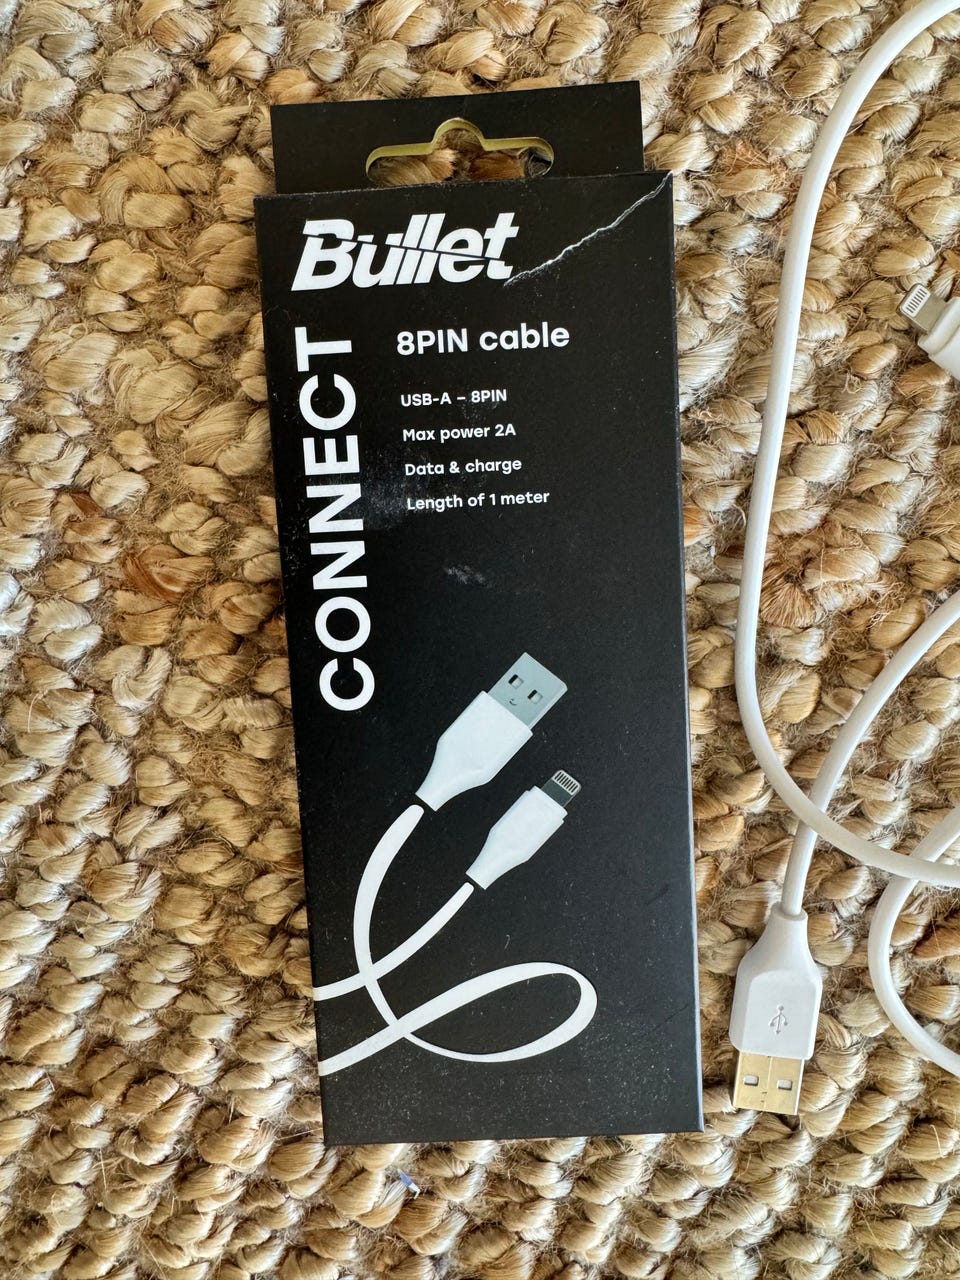 Bullet
CONNECT
8PIN cable
USB-A – 8PIN
Max power 2A
Data & charge
Length of 1 meter